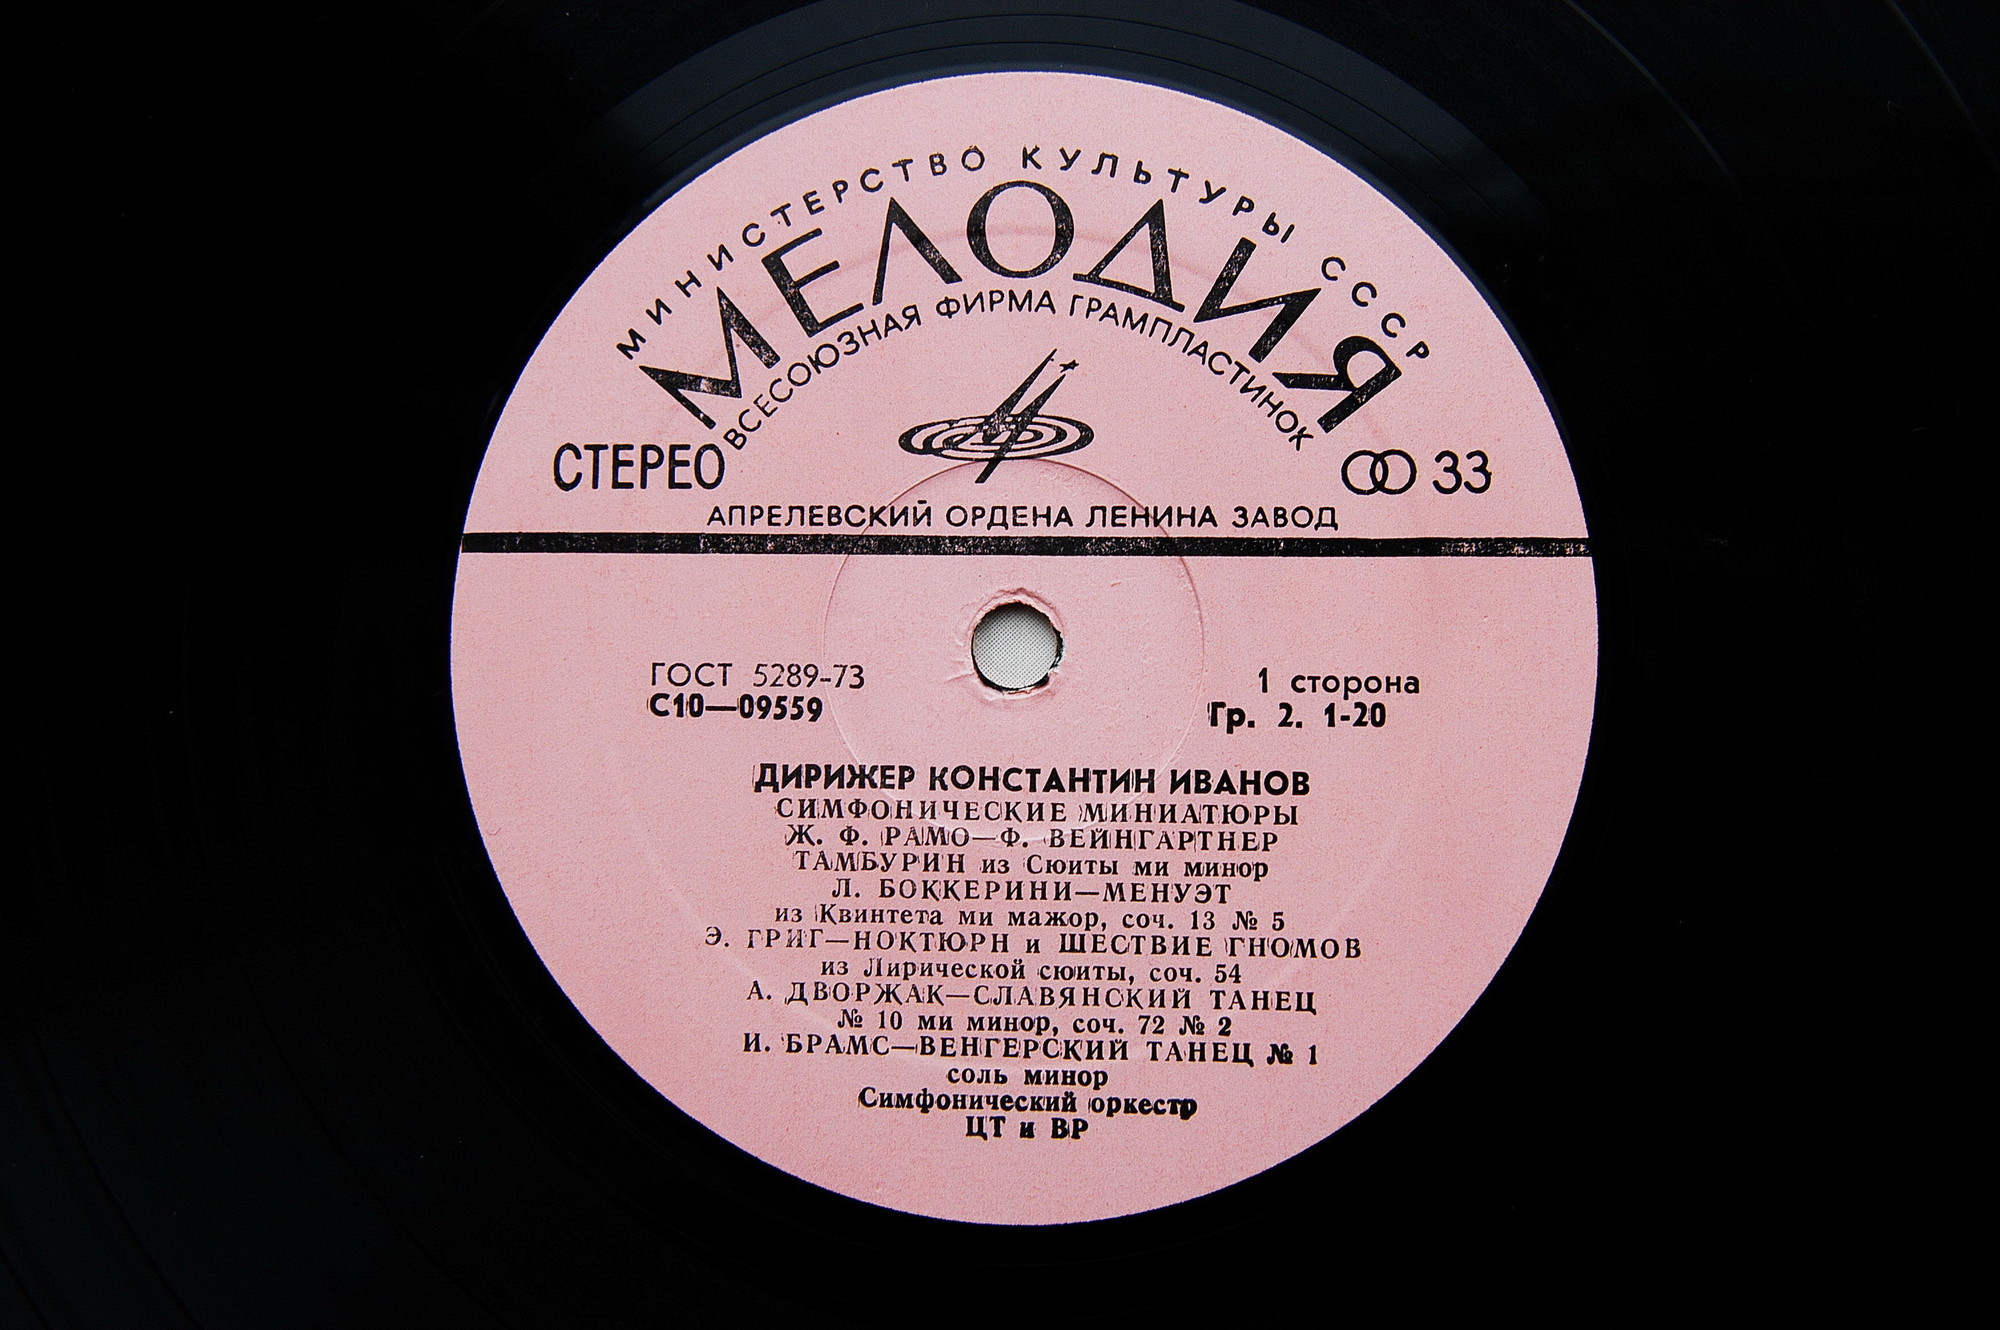 МИНИСТЕРСТВО КУЛЬТУРЫ СССР
МЕЛОДИЯ
ВСЕСОЮЗНАЯ ФИРМА ГРАМПЛАСТИНОК
СТЕРЕО
33
АПРЕЛЕВСКИЙ ОРДЕНА ЛЕНИНА ЗАВОД
ГОСТ 5289-73
С10—09559
1 сторона
Гр. 2. 1-20
ДИРИЖЕР КОНСТАНТИН ИВАНОВ
СИМФОНИЧЕСКИЕ МИНИАТЮРЫ
Ж. Ф. РАМО—Ф. ВЕЙНГАРТНЕР
ТАМБУРИН из Сюиты ми минор
Л. БОККЕРИНИ—МЕНУЭТ
из Квинтета ми мажор, соч. 13 № 5
Э. ГРИГ—НОКТЮРН и ШЕСТВИЕ ГНОМОВ
из Лирической сюиты, соч. 54
А. ДВОРЖАК—СЛАВЯНСКИЙ ТАНЕЦ
№ 10 ми минор, соч. 72 № 2
И. БРАМС—ВЕНГЕРСКИЙ ТАНЕЦ № 1
соль минор
Симфонический оркестр
ЦТ и ВР